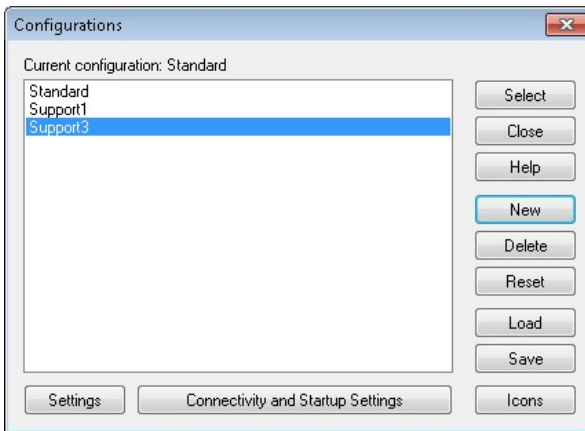 Configurations
Current configuration: Standard
Standard
Support1
Support3
Select
Close
Help
New
Delete
Reset
Load
Save
Settings
Connectivity and Startup Settings
Icons